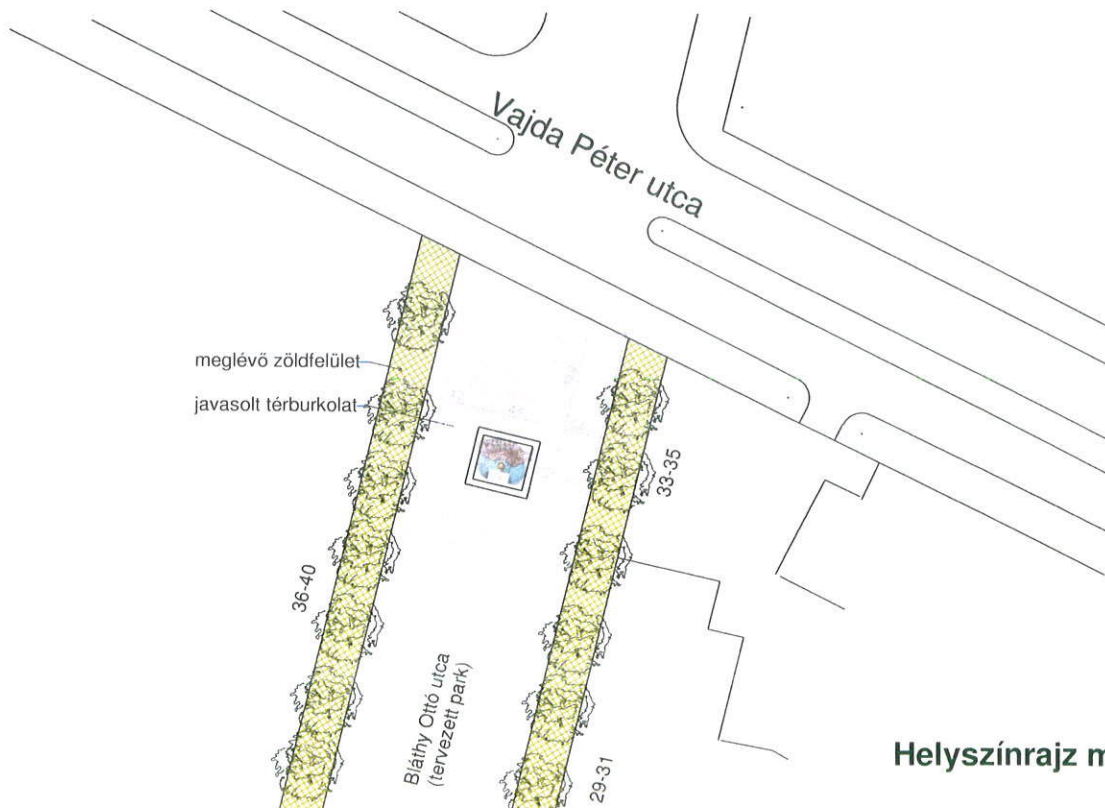 Vajda Péter utca
meglévő zöldfelület
javasolt térburkolat
33-35
36-40
Bláthy Ottó utca
(tervezett park)
29-31
Helyszínrajz m